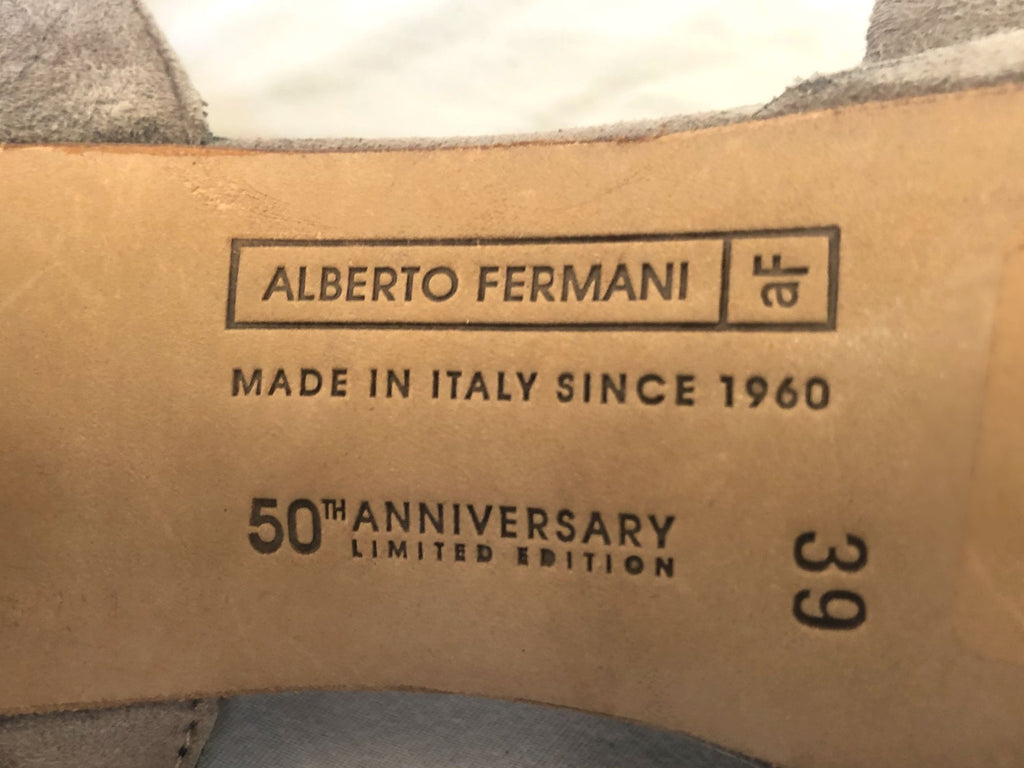 ALBERTO FERMANI aF
MADE IN ITALY SINCE 1960
50TH ANNIVERSARY
LIMITED EDITION
39